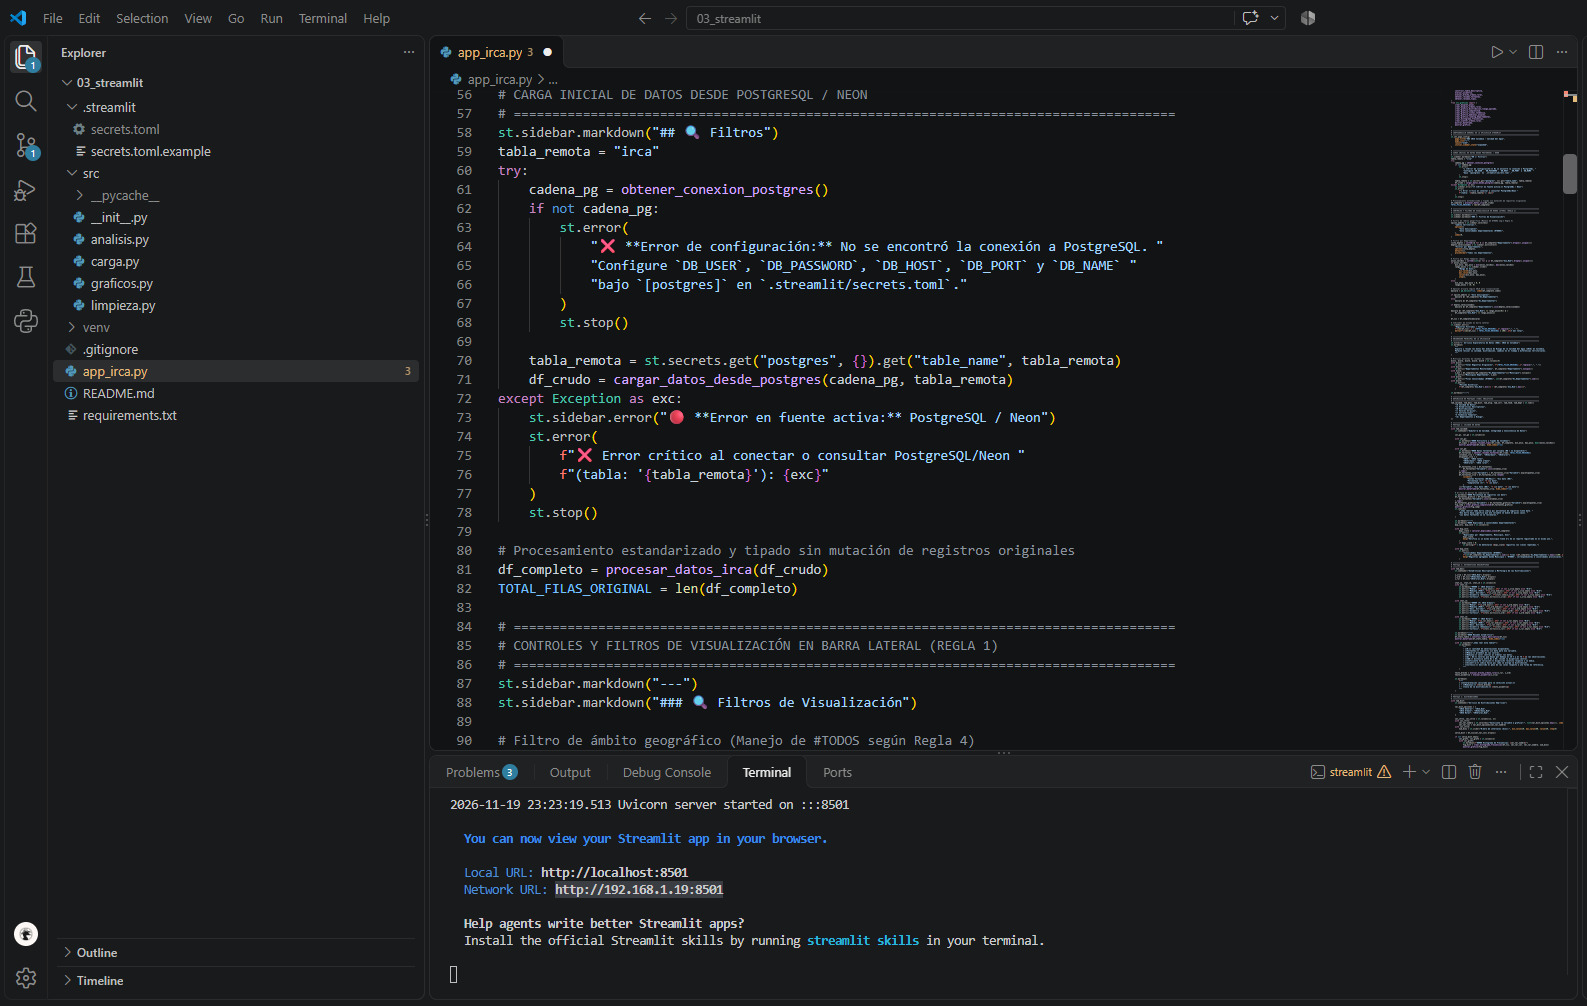 File Edit Selection View Go Run Terminal Help
03_streamlit
Explorer
03_streamlit
.streamlit
secrets.toml
secrets.toml.example
src
__pycache__
__init__.py
analisis.py
carga.py
graficos.py
limpieza.py
venv
.gitignore
app_irca.py 3
README.md
requirements.txt
Outline
Timeline
1
1
app_irca.py 3
app_irca.py > ...
56 # CARGA INICIAL DE DATOS DESDE POSTGRESQL / NEON
57 # ======================================================================================
58 st.sidebar.markdown("## 🔍 Filtros")
59 tabla_remota = "irca"
60 try:
61 cadena_pg = obtener_conexion_postgres()
62 if not cadena_pg:
63 st.error(
64 "❌ **Error de configuración:** No se encontró la conexión a PostgreSQL. "
65 "Configure `DB_USER`, `DB_PASSWORD`, `DB_HOST`, `DB_PORT` y `DB_NAME` "
66 "bajo `[postgres]` en `.streamlit/secrets.toml`."
67 )
68 st.stop()
69
70 tabla_remota = st.secrets.get("postgres", {}).get("table_name", tabla_remota)
71 df_crudo = cargar_datos_desde_postgres(cadena_pg, tabla_remota)
72 except Exception as exc:
73 st.sidebar.error("🔴 **Error en fuente activa:** PostgreSQL / Neon")
74 st.error(
75 f"❌ Error crítico al conectar o consultar PostgreSQL/Neon "
76 f"(tabla: '{tabla_remota}'): {exc}"
77 )
78 st.stop()
79
80 # Procesamiento estandarizado y tipado sin mutación de registros originales
81 df_completo = procesar_datos_irca(df_crudo)
82 TOTAL_FILAS_ORIGINAL = len(df_completo)
83
84 # ======================================================================================
85 # CONTROLES Y FILTROS DE VISUALIZACIÓN EN BARRA LATERAL (REGLA 1)
86 # ======================================================================================
87 st.sidebar.markdown("---")
88 st.sidebar.markdown("### 🔍 Filtros de Visualización")
89
90 # Filtro de ámbito geográfico (Manejo de #TODOS según Regla 4)
Problems 3 Output Debug Console Terminal Ports
streamlit
2026-11-19 23:23:19.513 Uvicorn server started on :::8501
You can now view your Streamlit app in your browser.
Local URL: http://localhost:8501
Network URL: http://192.168.1.19:8501
Help agents write better Streamlit apps?
Install the official Streamlit skills by running streamlit skills in your terminal.